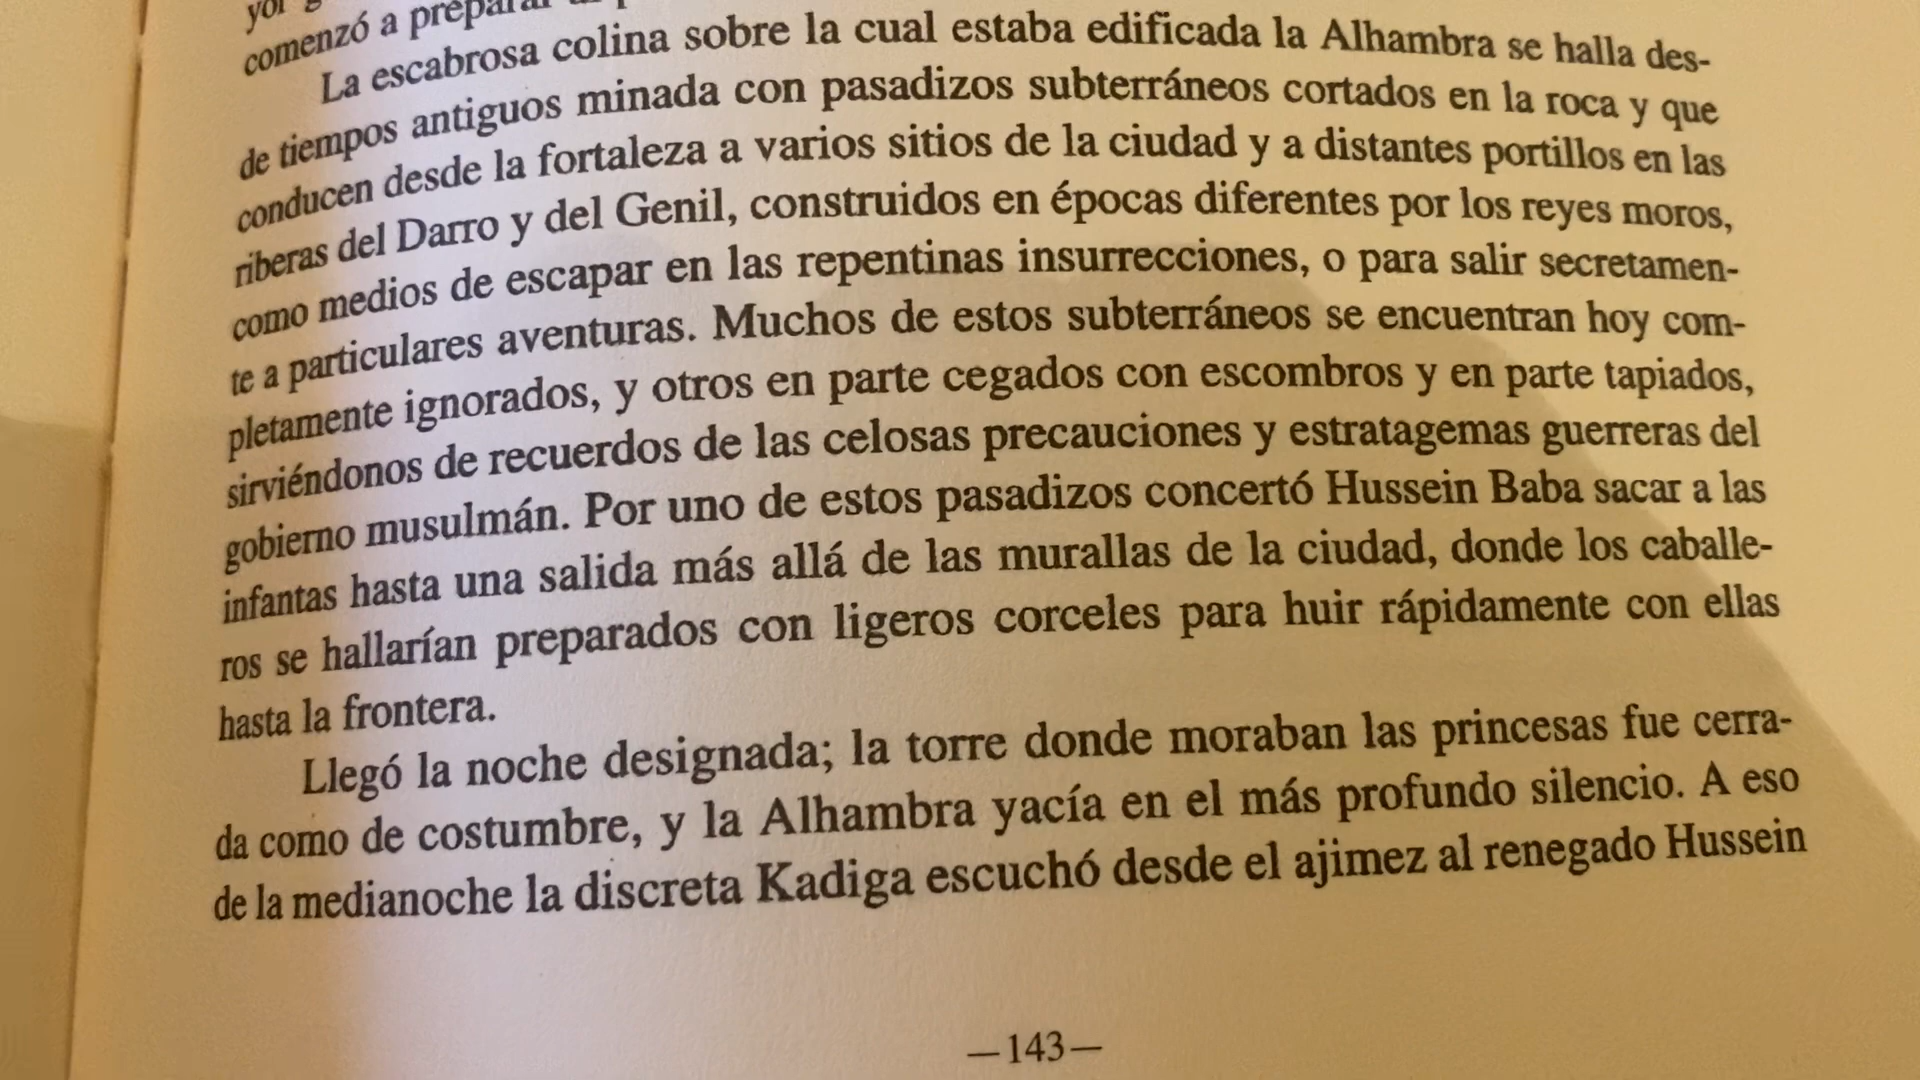 comenzó a preparar
La escabrosa colina sobre la cual estaba edificada la Alhambra se halla des-
de tiempos antiguos minada con pasadizos subterráneos cortados en la roca y que
conducen desde la fortaleza a varios sitios de la ciudad y a distantes portillos en las
riberas del Darro y del Genil, construidos en épocas diferentes por los reyes moros,
como medios de escapar en las repentinas insurrecciones, o para salir secretamen-
te a particulares aventuras. Muchos de estos subterráneos se encuentran hoy com-
pletamente ignorados, y otros en parte cegados con escombros y en parte tapiados,
sirviéndonos de recuerdos de las celosas precauciones y estratagemas guerreras del
gobierno musulmán. Por uno de estos pasadizos concertó Hussein Baba sacar a las
infantas hasta una salida más allá de las murallas de la ciudad, donde los caballe-
ros se hallarían preparados con ligeros corceles para huir rápidamente con ellas
hasta la frontera.
Llegó la noche designada; la torre donde moraban las princesas fue cerra-
da como de costumbre, y la Alhambra yacía en el más profundo silencio. A eso
de la medianoche la discreta Kadiga escuchó desde el ajimez al renegado Hussein
—143—